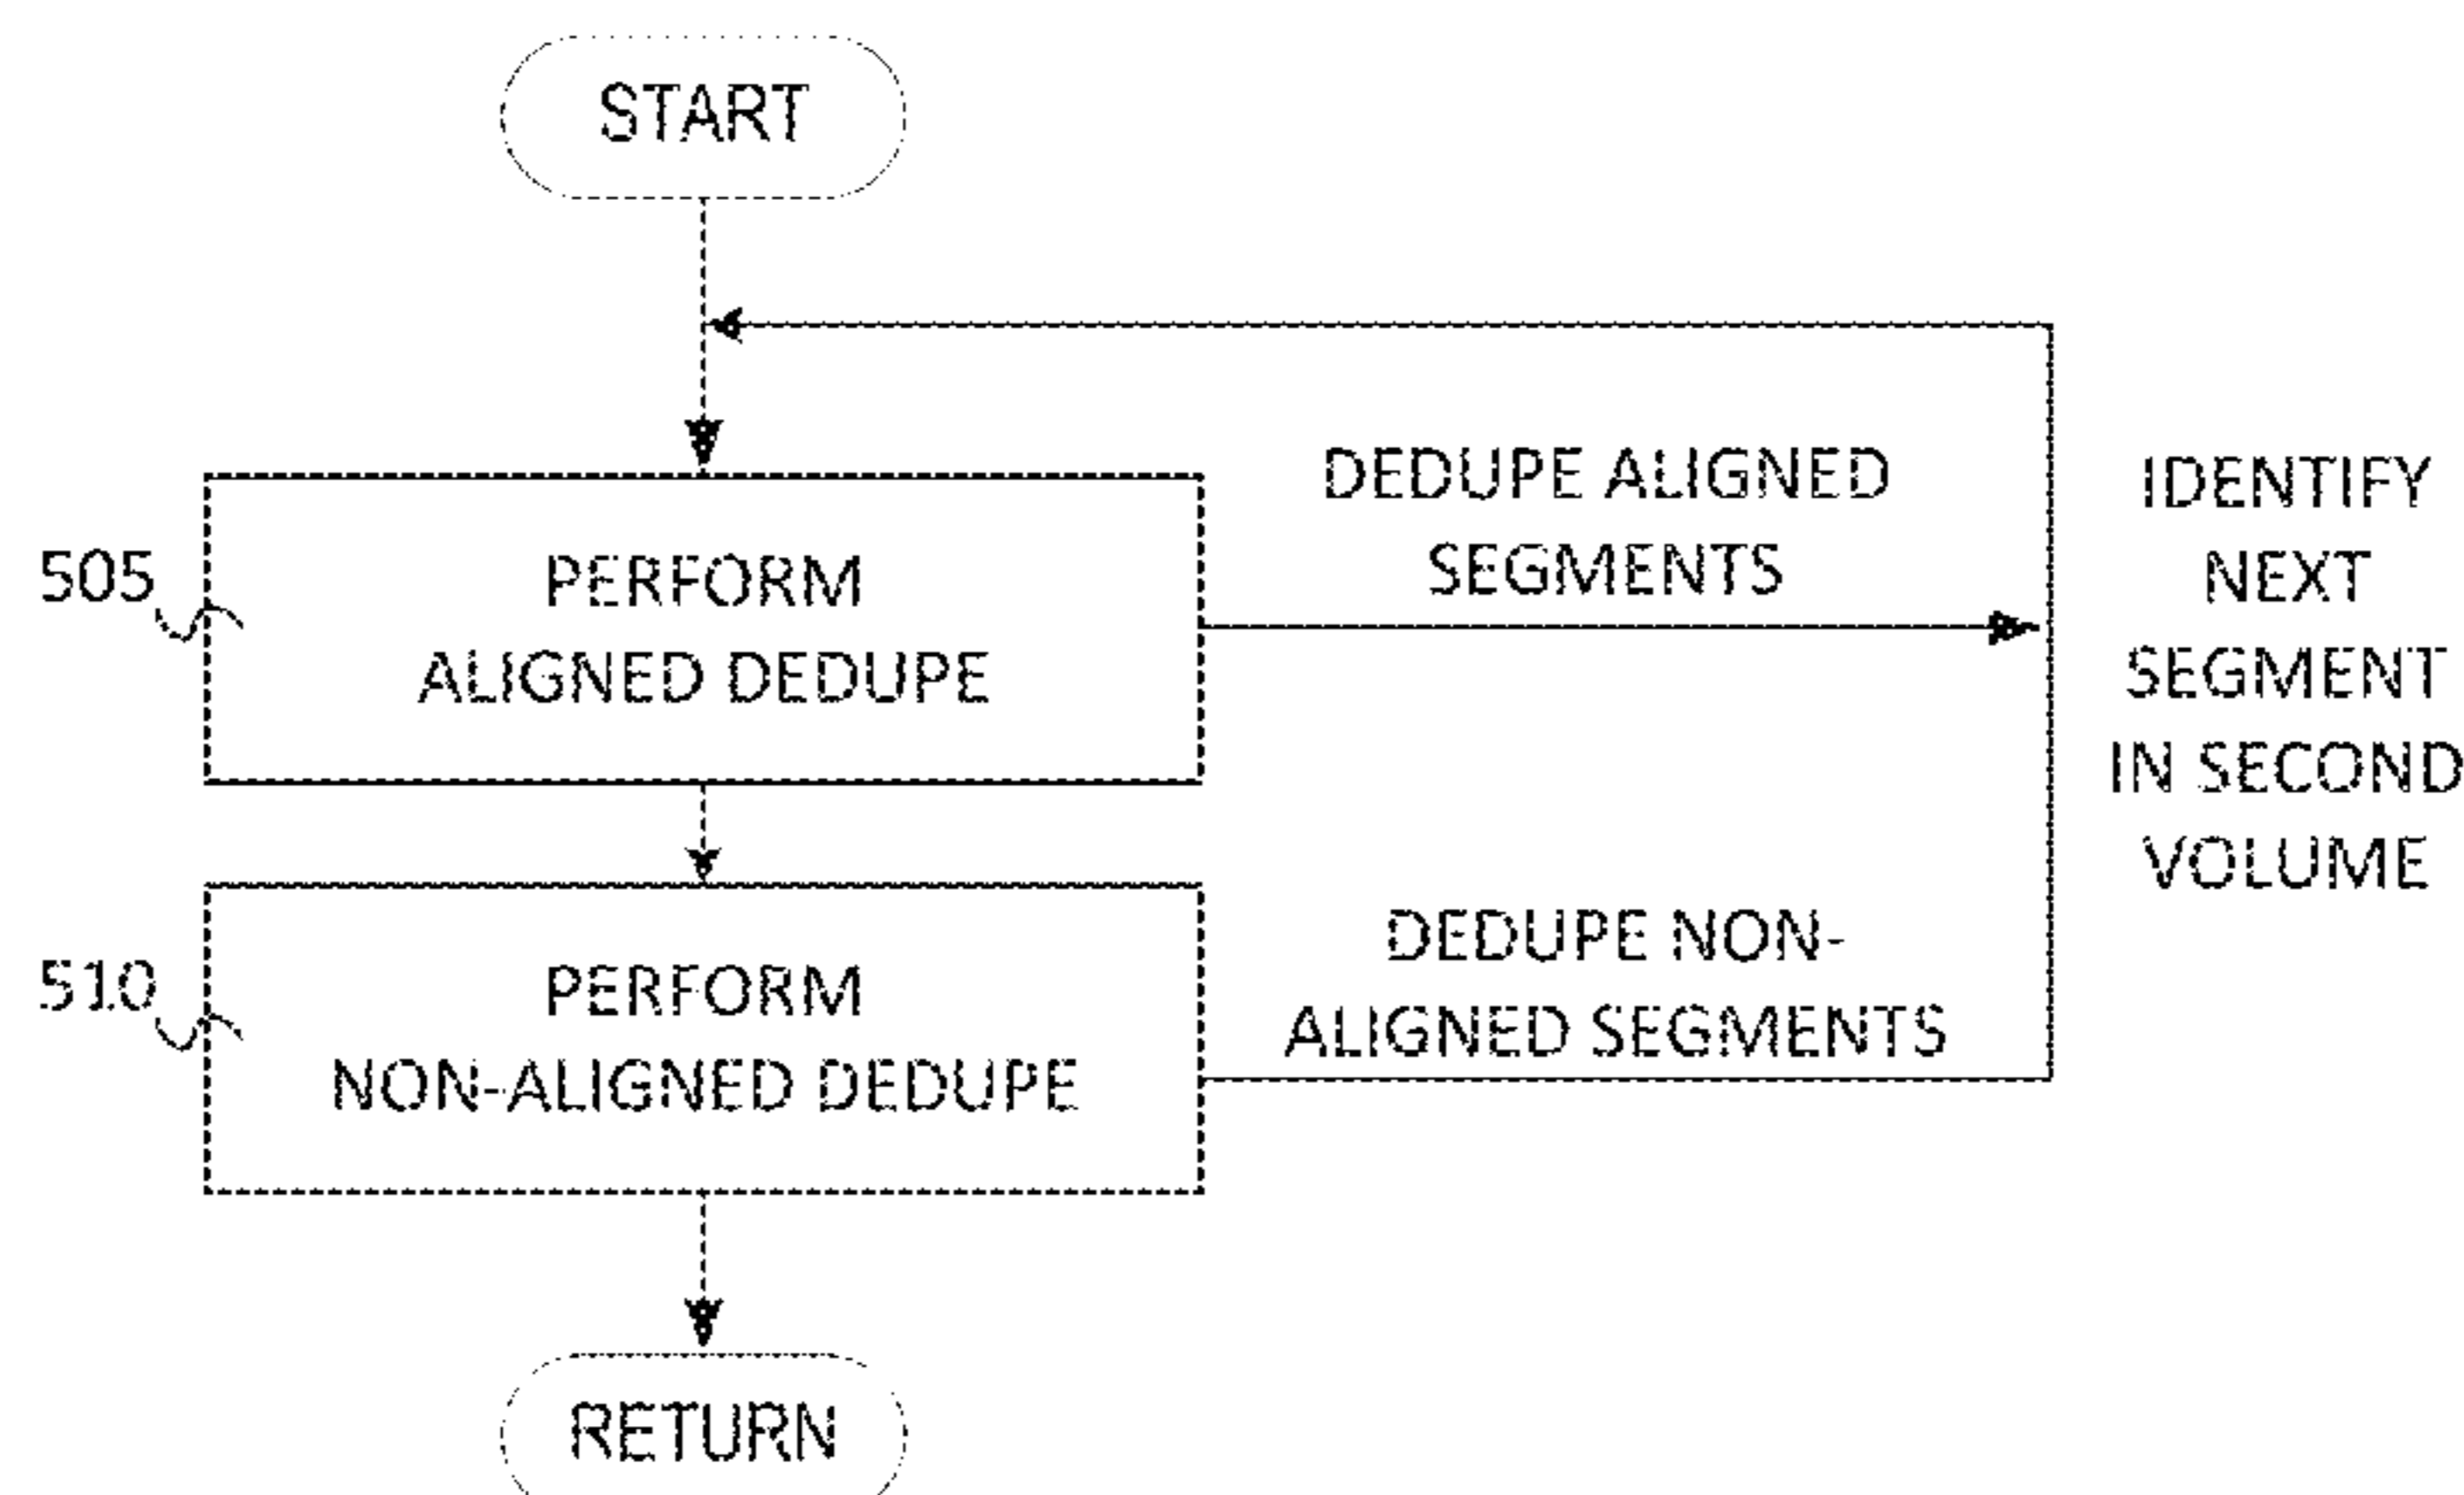 START
DEDUPE ALIGNED
SEGMENTS
IDENTIFY
NEXT
SEGMENT
IN SECOND
VOLUME
505
PERFORM
ALIGNED DEDUPE
510
PERFORM
NON-ALIGNED DEDUPE
DEDUPE NON-
ALIGNED SEGMENTS
RETURN